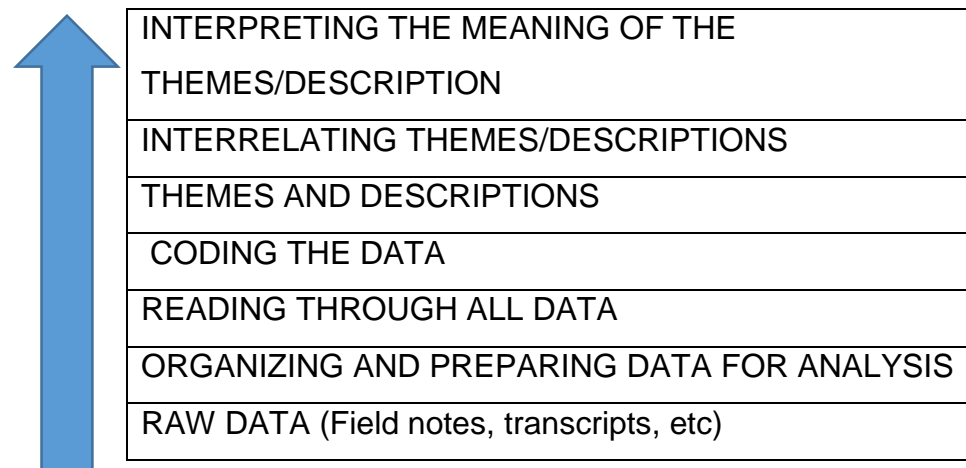 INTERPRETING THE MEANING OF THE
THEMES/DESCRIPTION
INTERRELATING THEMES/DESCRIPTIONS
THEMES AND DESCRIPTIONS
CODING THE DATA
READING THROUGH ALL DATA
ORGANIZING AND PREPARING DATA FOR ANALYSIS
RAW DATA (Field notes, transcripts, etc)